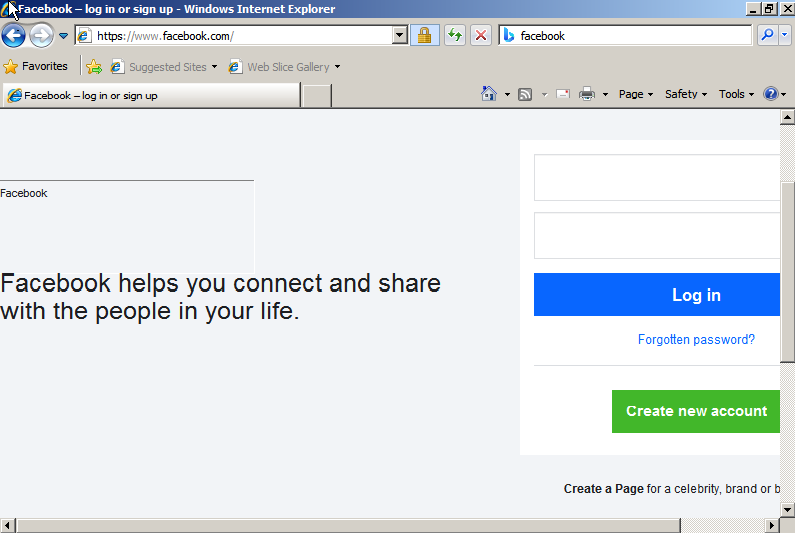 Facebook – log in or sign up - Windows Internet Explorer
https://www.facebook.com/
facebook
Favorites
Suggested Sites
Web Slice Gallery
Facebook – log in or sign up
Page
Safety
Tools
Facebook
Facebook helps you connect and share
with the people in your life.
Log in
Forgotten password?
Create new account
Create a Page for a celebrity, brand or b